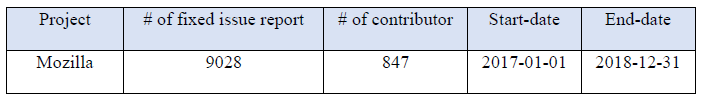 Project # of fixed issue report # of contributor Start-date End-date
Mozilla 9028 847 2017-01-01 2018-12-31